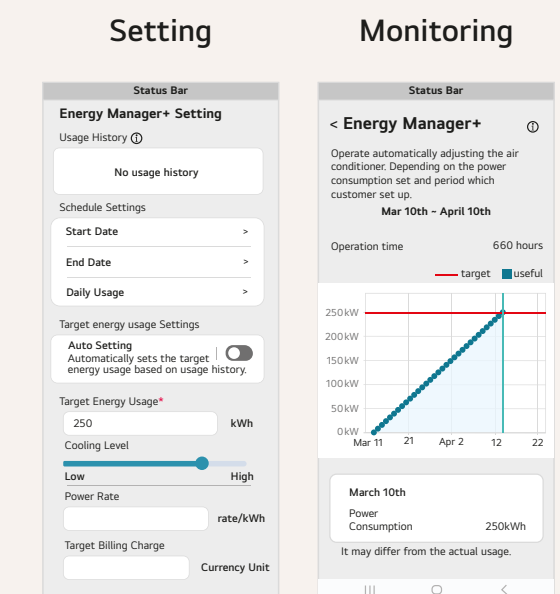 Setting
Status Bar
Energy Manager+ Setting
Usage History
No usage history
Schedule Settings
Start Date >
End Date >
Daily Usage >
Target energy usage Settings
Auto Setting
Automatically sets the target
energy usage based on usage history.
Target Energy Usage*
250 kWh
Cooling Level
Low High
Power Rate
rate/kWh
Target Billing Charge
Currency Unit
Monitoring
Status Bar
< Energy Manager+
Operate automatically adjusting the air
conditioner. Depending on the power
consumption set and period which
customer set up.
Mar 10th ~ April 10th
Operation time 660 hours
target useful
250kW
200kW
150kW
100kW
50kW
0kW
Mar 11 21 Apr 2 12 22
March 10th
Power
Consumption 250kWh
It may differ from the actual usage.